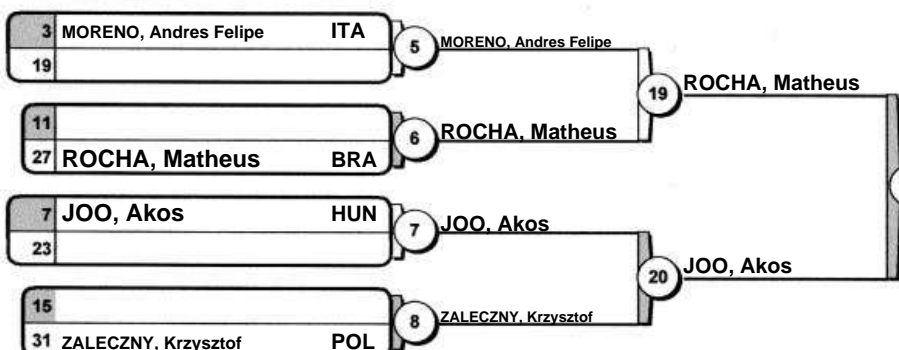 3 MORENO, Andres Felipe ITA
19
5 MORENO, Andres Felipe
11
27 ROCHA, Matheus BRA
6 ROCHA, Matheus
19 ROCHA, Matheus
7 JOO, Akos HUN
23
7 JOO, Akos
15
31 ZALECZNY, Krzysztof POL
8 ZALECZNY, Krzysztof
20 JOO, Akos